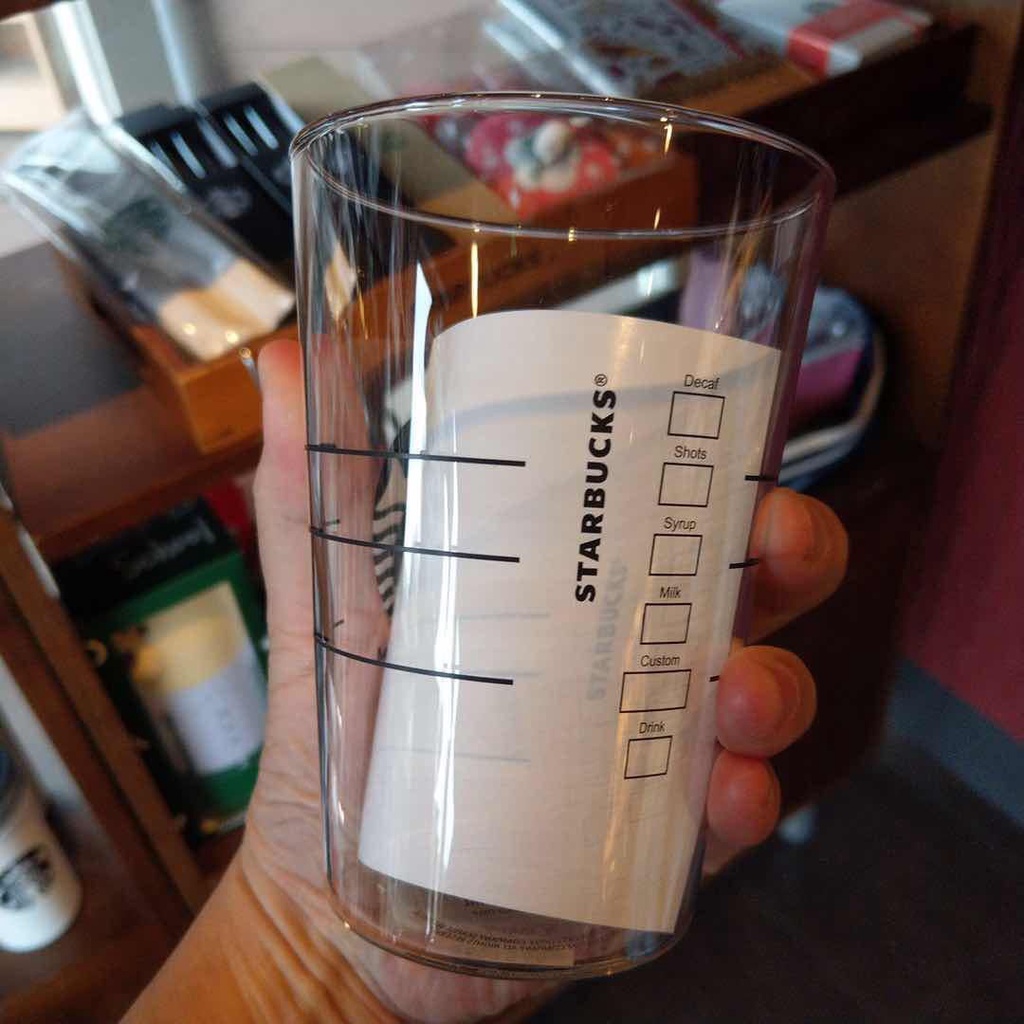 STARBUCKS®
Decaf
Shots
Syrup
Milk
Custom
Drink